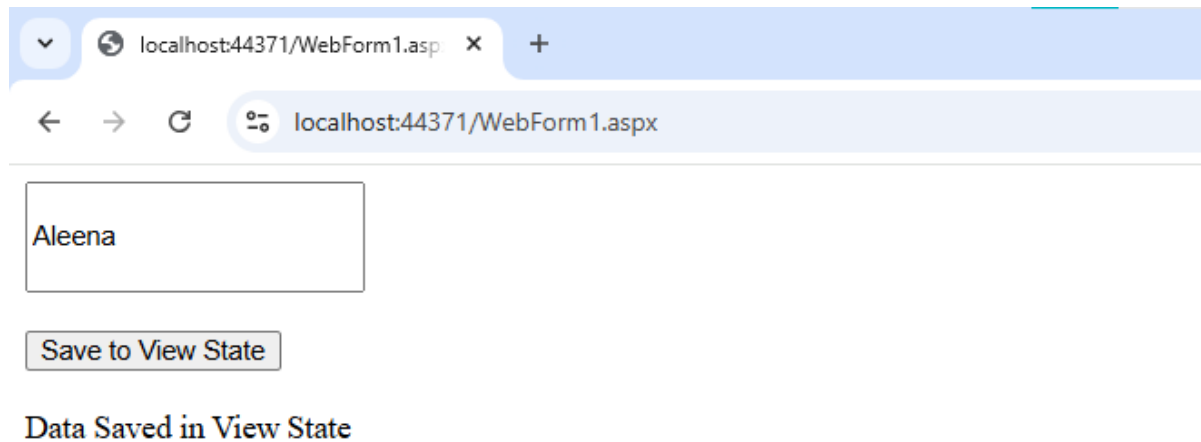 localhost:44371/WebForm1.asp
localhost:44371/WebForm1.aspx
Aleena
Save to View State
Data Saved in View State